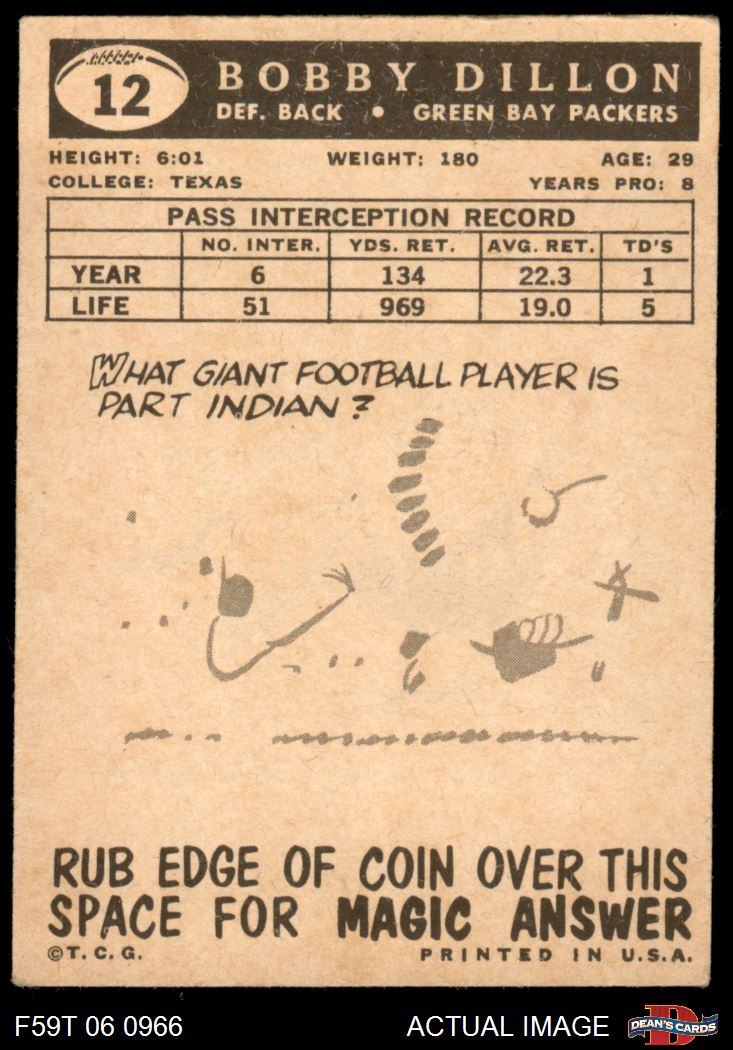 12
BOBBY DILLON
DEF. BACK • GREEN BAY PACKERS
HEIGHT: 6:01 WEIGHT: 180 AGE: 29
COLLEGE: TEXAS YEARS PRO: 8
PASS INTERCEPTION RECORD
NO. INTER. YDS. RET. AVG. RET. TD'S
YEAR 6 134 22.3 1
LIFE 51 969 19.0 5
WHAT GIANT FOOTBALL PLAYER IS
PART INDIAN?
RUB EDGE OF COIN OVER THIS
SPACE FOR MAGIC ANSWER
©T. C. G. PRINTED IN U.S.A.
F59T 06 0966 ACTUAL IMAGE D DEAN'S CARDS